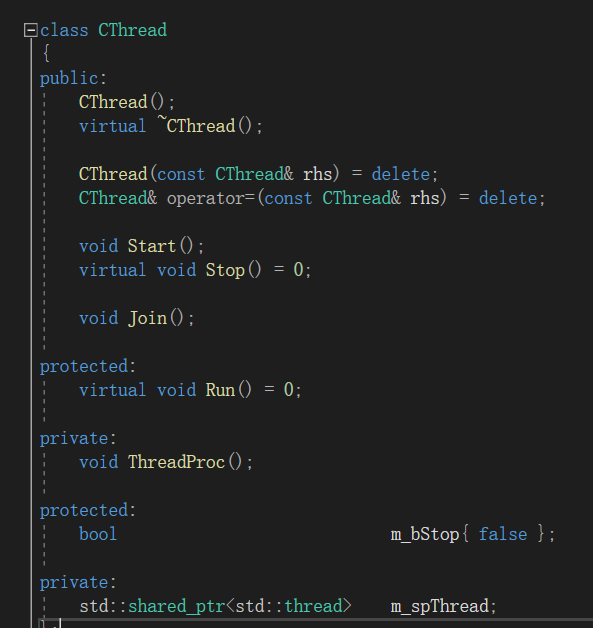 class CThread
{
public:
    CThread();
    virtual ~CThread();
    CThread(const CThread& rhs) = delete;
    CThread& operator=(const CThread& rhs) = delete;
    void Start();
    virtual void Stop() = 0;
    void Join();
protected:
    virtual void Run() = 0;
private:
    void ThreadProc();
protected:
    bool                            m_bStop{ false };
private:
    std::shared_ptr<std::thread>    m_spThread;